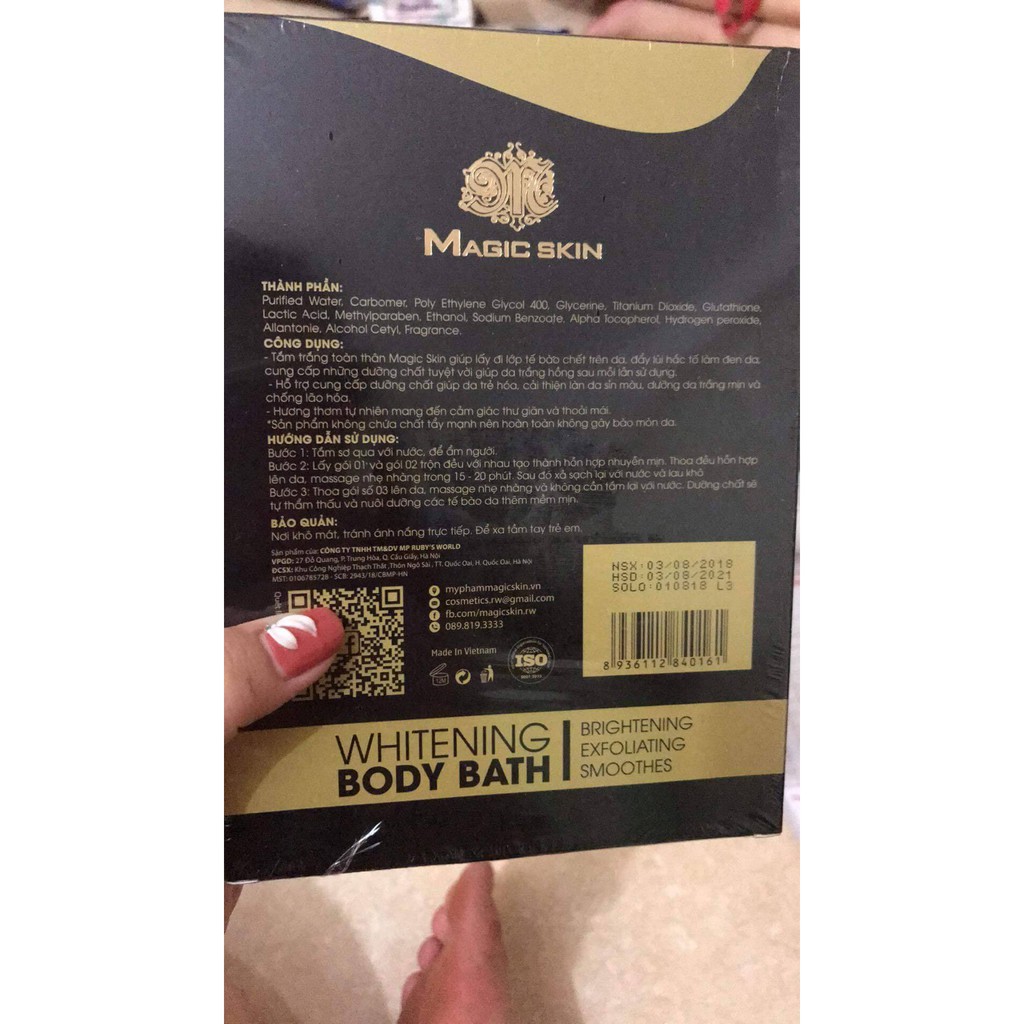 MAGIC SKIN
THÀNH PHẦN:
Purified Water, Carbomer, Poly Ethylene Glycol 400, Glycerine, Titanium Dioxide, Glutathione,
Lactic Acid, Methylparaben, Ethanol, Sodium Benzoate, Alpha Tocopherol, Hydrogen peroxide,
Allantonie, Alcohol Cetyl, Fragrance.
CÔNG DỤNG:
- Tắm trắng toàn thân Magic Skin giúp lấy đi lớp tế bàb chết trên da, đẩy lùi hắc tố làm đen da,
cung cấp những dưỡng chất tuyệt vời giúp da trắng hồng sau mỗi lần sử dụng.
- Hỗ trợ cung cấp dưỡng chất giúp da trẻ hóa, cải thiện làn da sỉn màu, dưỡng da trắng mịn và
chống lão hóa.
- Hương thơm tự nhiên mang đến cảm giác thư giãn và thoải mái.
*Sản phẩm không chứa chất tẩy mạnh nên hoàn toàn không gây bào mòn da.
HƯỚNG DẪN SỬ DỤNG:
Bước 1: Tắm sơ qua với nước, để ẩm người.
Bước 2: Lấy gói 01 và gói 02 trộn đều với nhau tạo thành hỗn hợp nhuyễn mịn. Thoa đều hỗn hợp
lên da, massage nhẹ nhàng trong 15 - 20 phút. Sau đó xả sạch lại với nước và lau khô
Bước 3: Thoa gói số 03 lên da, massage nhẹ nhàng và không cần tắm lại với nước. Dưỡng chất sẽ
tự thẩm thấu và nuôi dưỡng các tế bào da thêm mềm mịn.
BẢO QUẢN:
Nơi khô mát, tránh ánh nắng trực tiếp. Để xa tầm tay trẻ em.
Sản phẩm của: CÔNG TY TNHH TM&DV MP RUBY'S WORLD
VPGD: 27 Đỗ Quang, P. Trung Hòa, Q. Cầu Giấy, Hà Nội
ĐCSX: Khu Công Nghiệp Thạch Thất, Thôn Ngô Sài, TT. Quốc Oai, H. Quốc Oai, Hà Nội
MST: 0106785728 - SCB: 2943/18/CBMP-HN
myphammagicskin.vn
cosmetics.rw@gmail.com
fb.com/magicskin.rw
089.819.3333
Made In Vietnam
12M
ISO
NSX:03/08/2018
HSD:03/08/2021
SOLO:010818 L3
8 936112 840161
WHITENING
BODY BATH
BRIGHTENING
EXFOLIATING
SMOOTHES